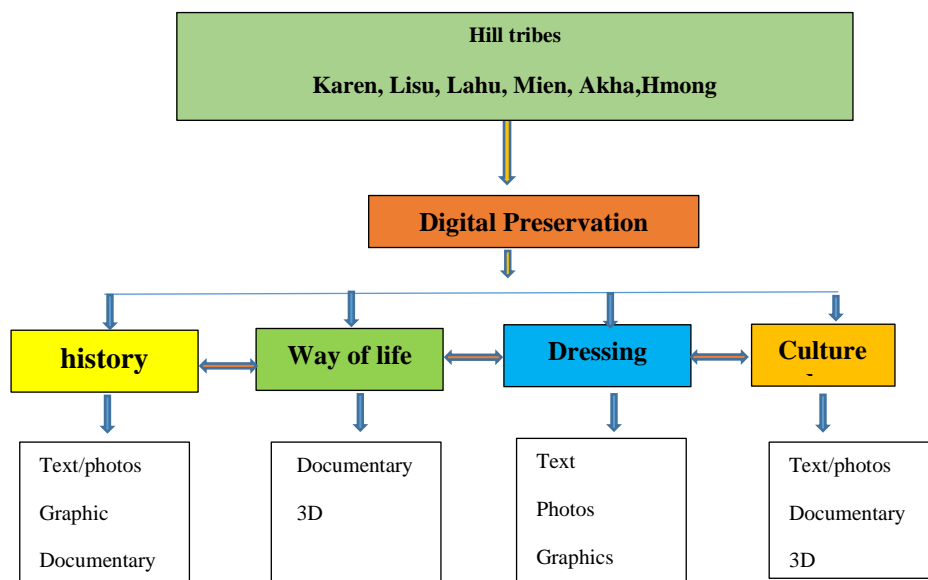 Hill tribes
Karen, Lisu, Lahu, Mien, Akha,Hmong
Digital Preservation
history
Way of life
Dressing
Culture
Text/photos
Graphic
Documentary
Documentary
3D
Text
Photos
Graphics
Text/photos
Documentary
3D